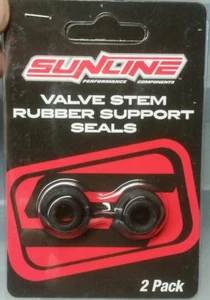 SUNLINE
PERFORMANCE COMPONENTS
VALVE STEM
RUBBER SUPPORT
SEALS
2 Pack